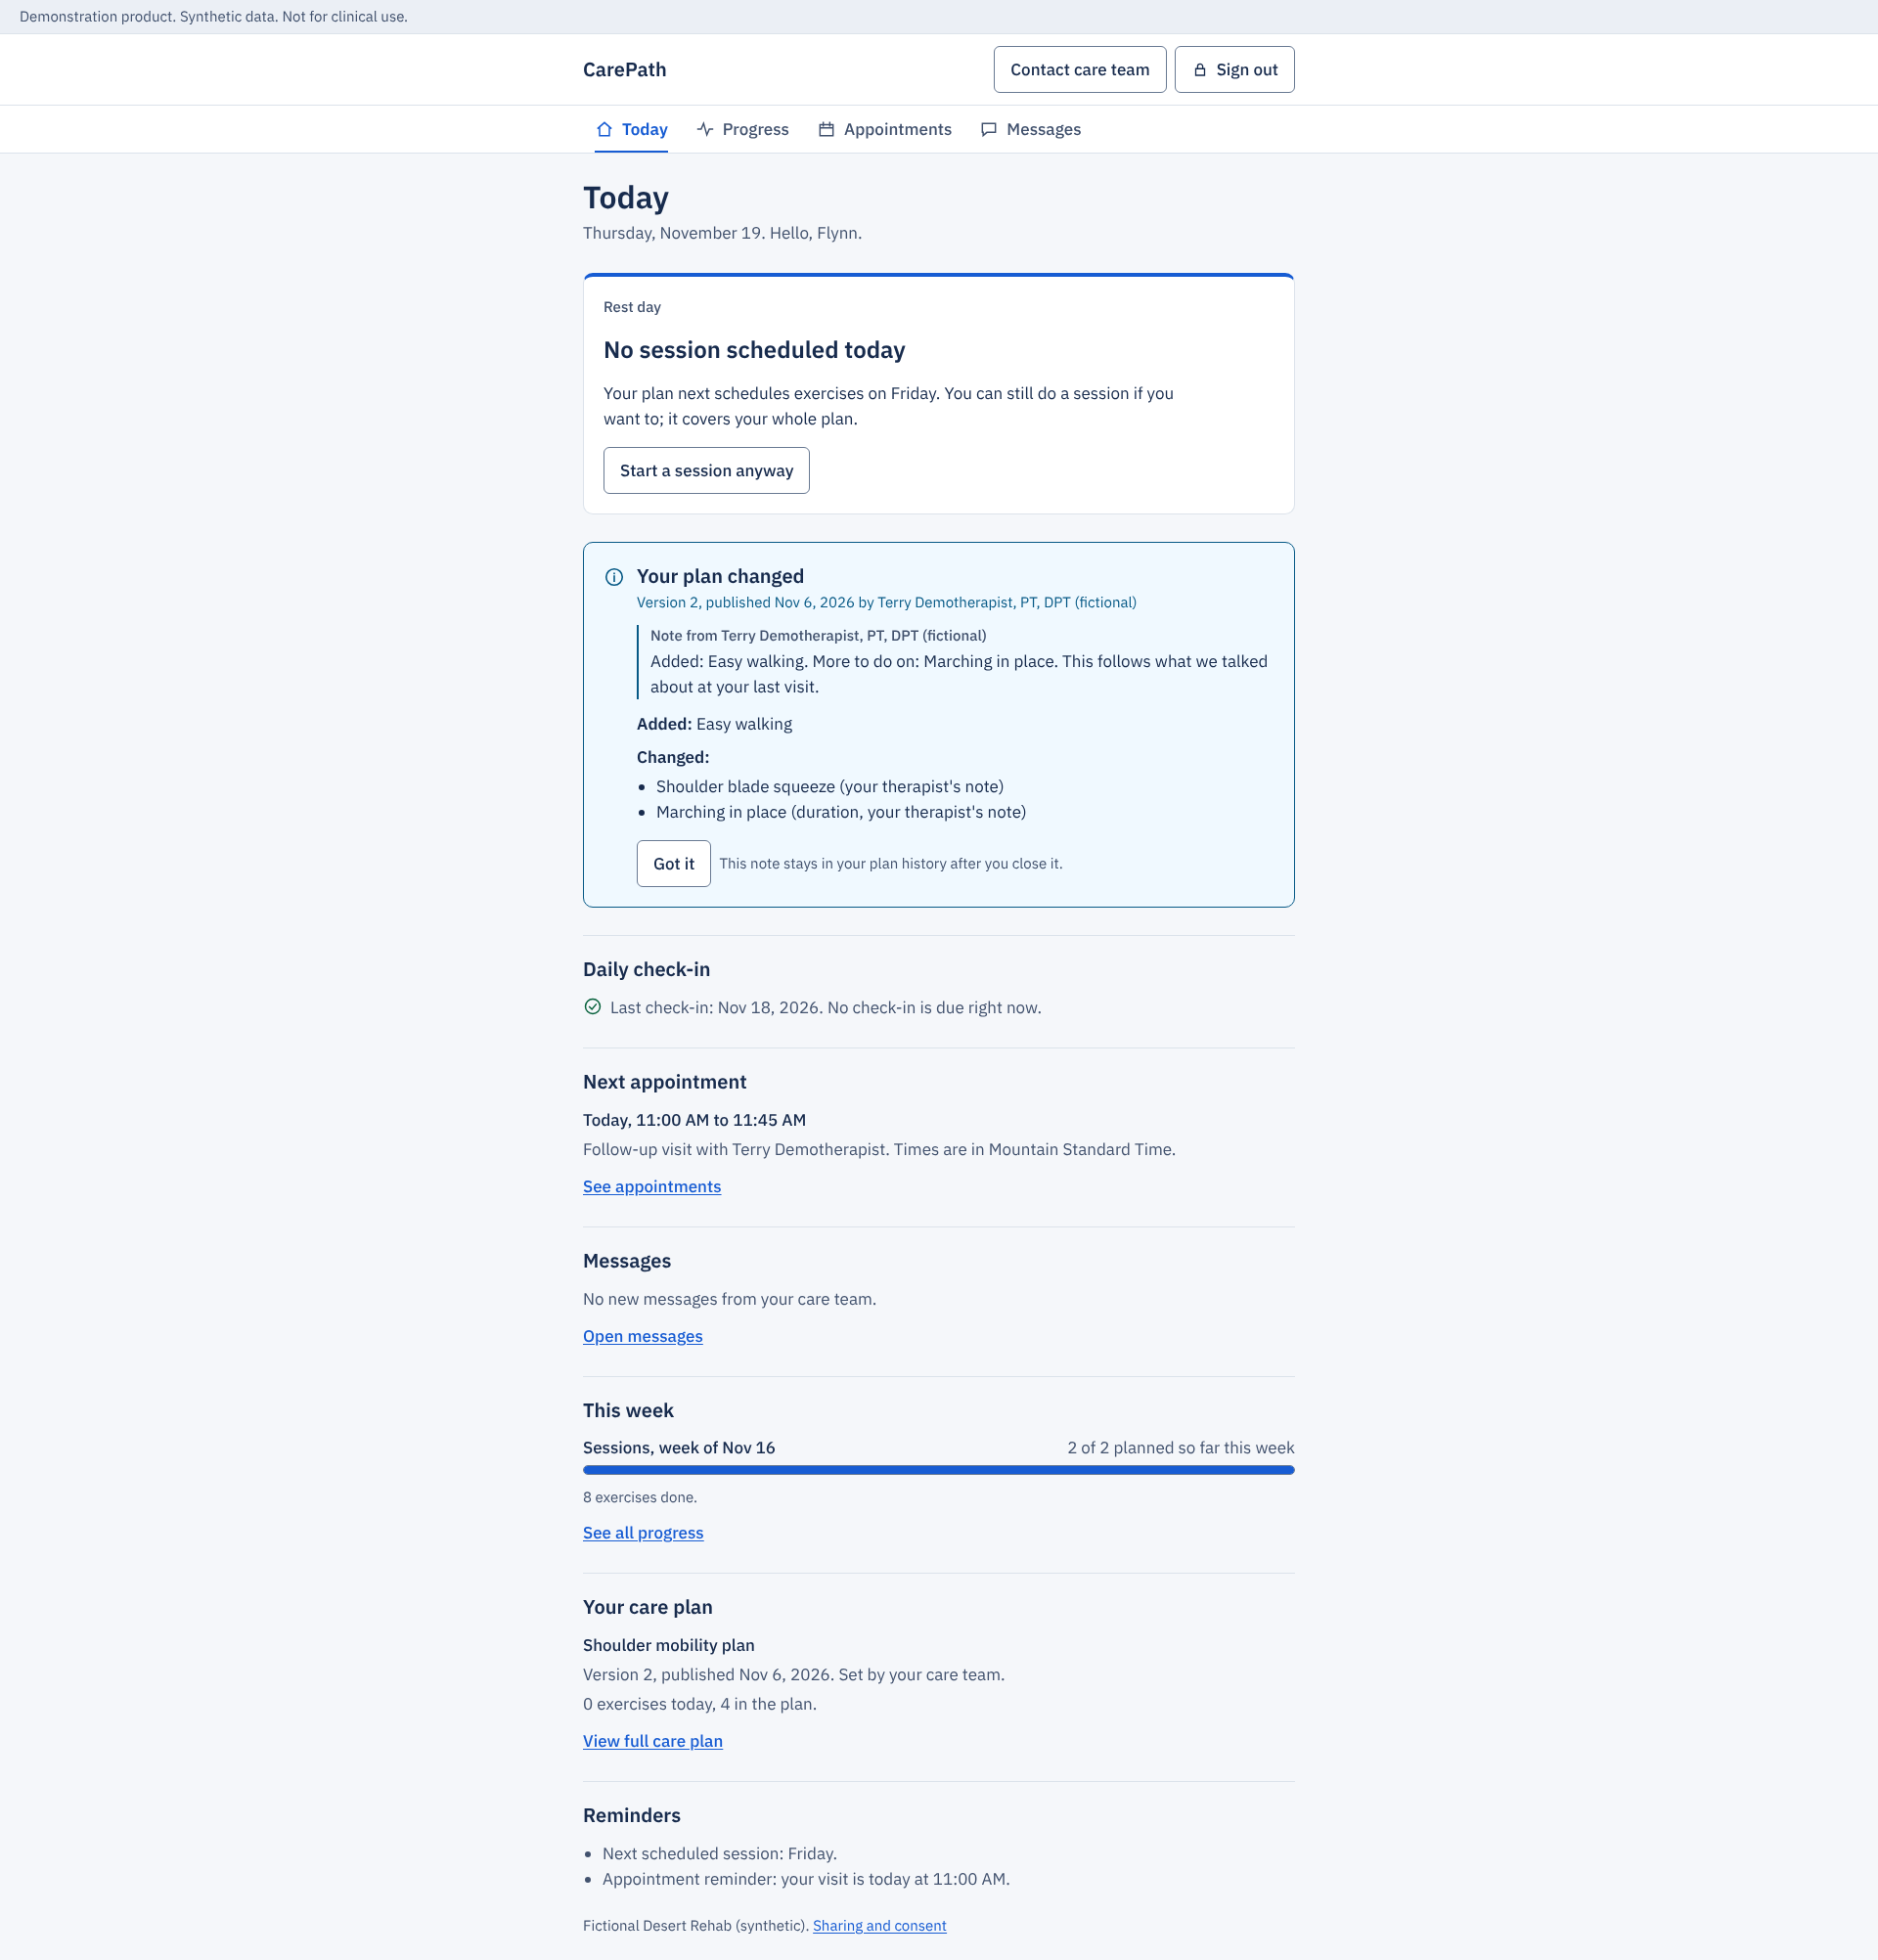 Demonstration product. Synthetic data. Not for clinical use.
CarePath
Contact care team
Sign out
Today
Progress
Appointments
Messages
Today
Thursday, November 19. Hello, Flynn.
Rest day
No session scheduled today
Your plan next schedules exercises on Friday. You can still do a session if you
want to; it covers your whole plan.
Start a session anyway
Your plan changed
Version 2, published Nov 6, 2026 by Terry Demotherapist, PT, DPT (fictional)
Note from Terry Demotherapist, PT, DPT (fictional)
Added: Easy walking. More to do on: Marching in place. This follows what we talked
about at your last visit.
Added: Easy walking
Changed:
• Shoulder blade squeeze (your therapist's note)
• Marching in place (duration, your therapist's note)
Got it
This note stays in your plan history after you close it.
Daily check-in
Last check-in: Nov 18, 2026. No check-in is due right now.
Next appointment
Today, 11:00 AM to 11:45 AM
Follow-up visit with Terry Demotherapist. Times are in Mountain Standard Time.
See appointments
Messages
No new messages from your care team.
Open messages
This week
Sessions, week of Nov 16
2 of 2 planned so far this week
8 exercises done.
See all progress
Your care plan
Shoulder mobility plan
Version 2, published Nov 6, 2026. Set by your care team.
0 exercises today, 4 in the plan.
View full care plan
Reminders
• Next scheduled session: Friday.
• Appointment reminder: your visit is today at 11:00 AM.
Fictional Desert Rehab (synthetic). Sharing and consent